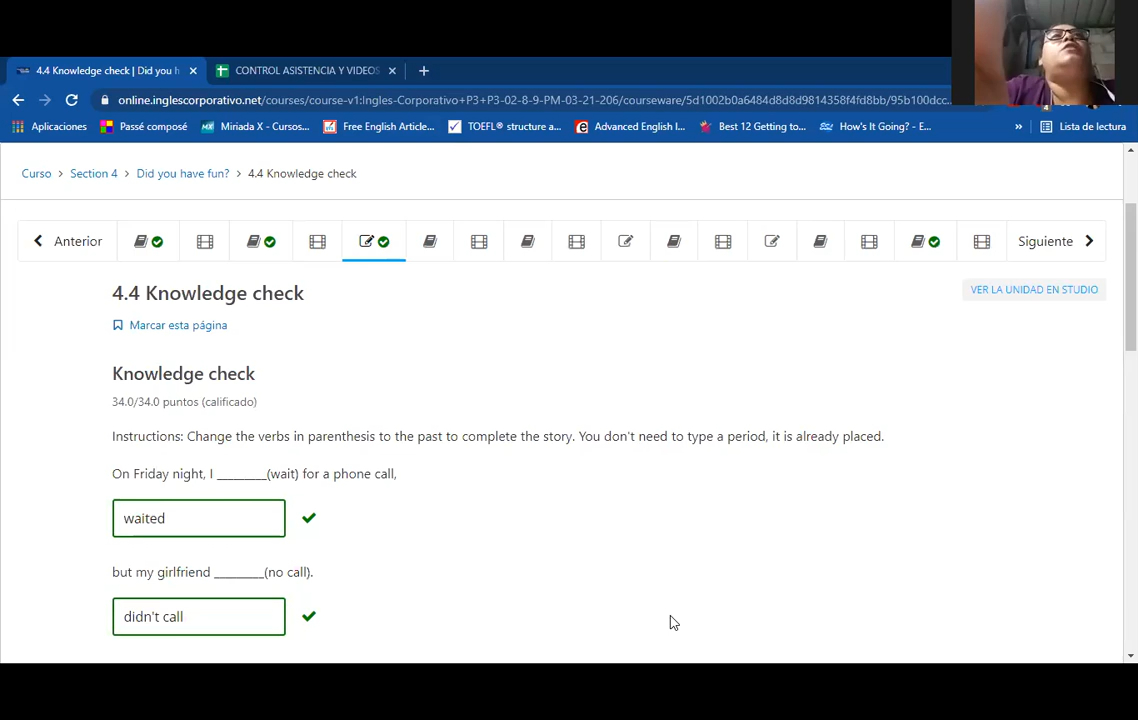 4.4 Knowledge check | Did you h
CONTROL ASISTENCIA Y VIDEOS
online.inglescorporativo.net/courses/course-v1:Ingles-Corporativo+P3+P3-02-8-9-PM-03-21-206/courseware/5d1002b0a6484d8d8d9814358f4fd8bb/95b100dcc...
Aplicaciones Passé composé Miriada X - Cursos... Free English Article... TOEFL® structure a... Advanced English l... Best 12 Getting to... How's It Going? - E... » Lista de lectura
Curso > Section 4 > Did you have fun? > 4.4 Knowledge check
Anterior Siguiente
4.4 Knowledge check
VER LA UNIDAD EN STUDIO
Marcar esta página
Knowledge check
34.0/34.0 puntos (calificado)
Instructions: Change the verbs in parenthesis to the past to complete the story. You don't need to type a period, it is already placed.
On Friday night, I ________(wait) for a phone call,
waited
but my girlfriend ________(no call).
didn't call